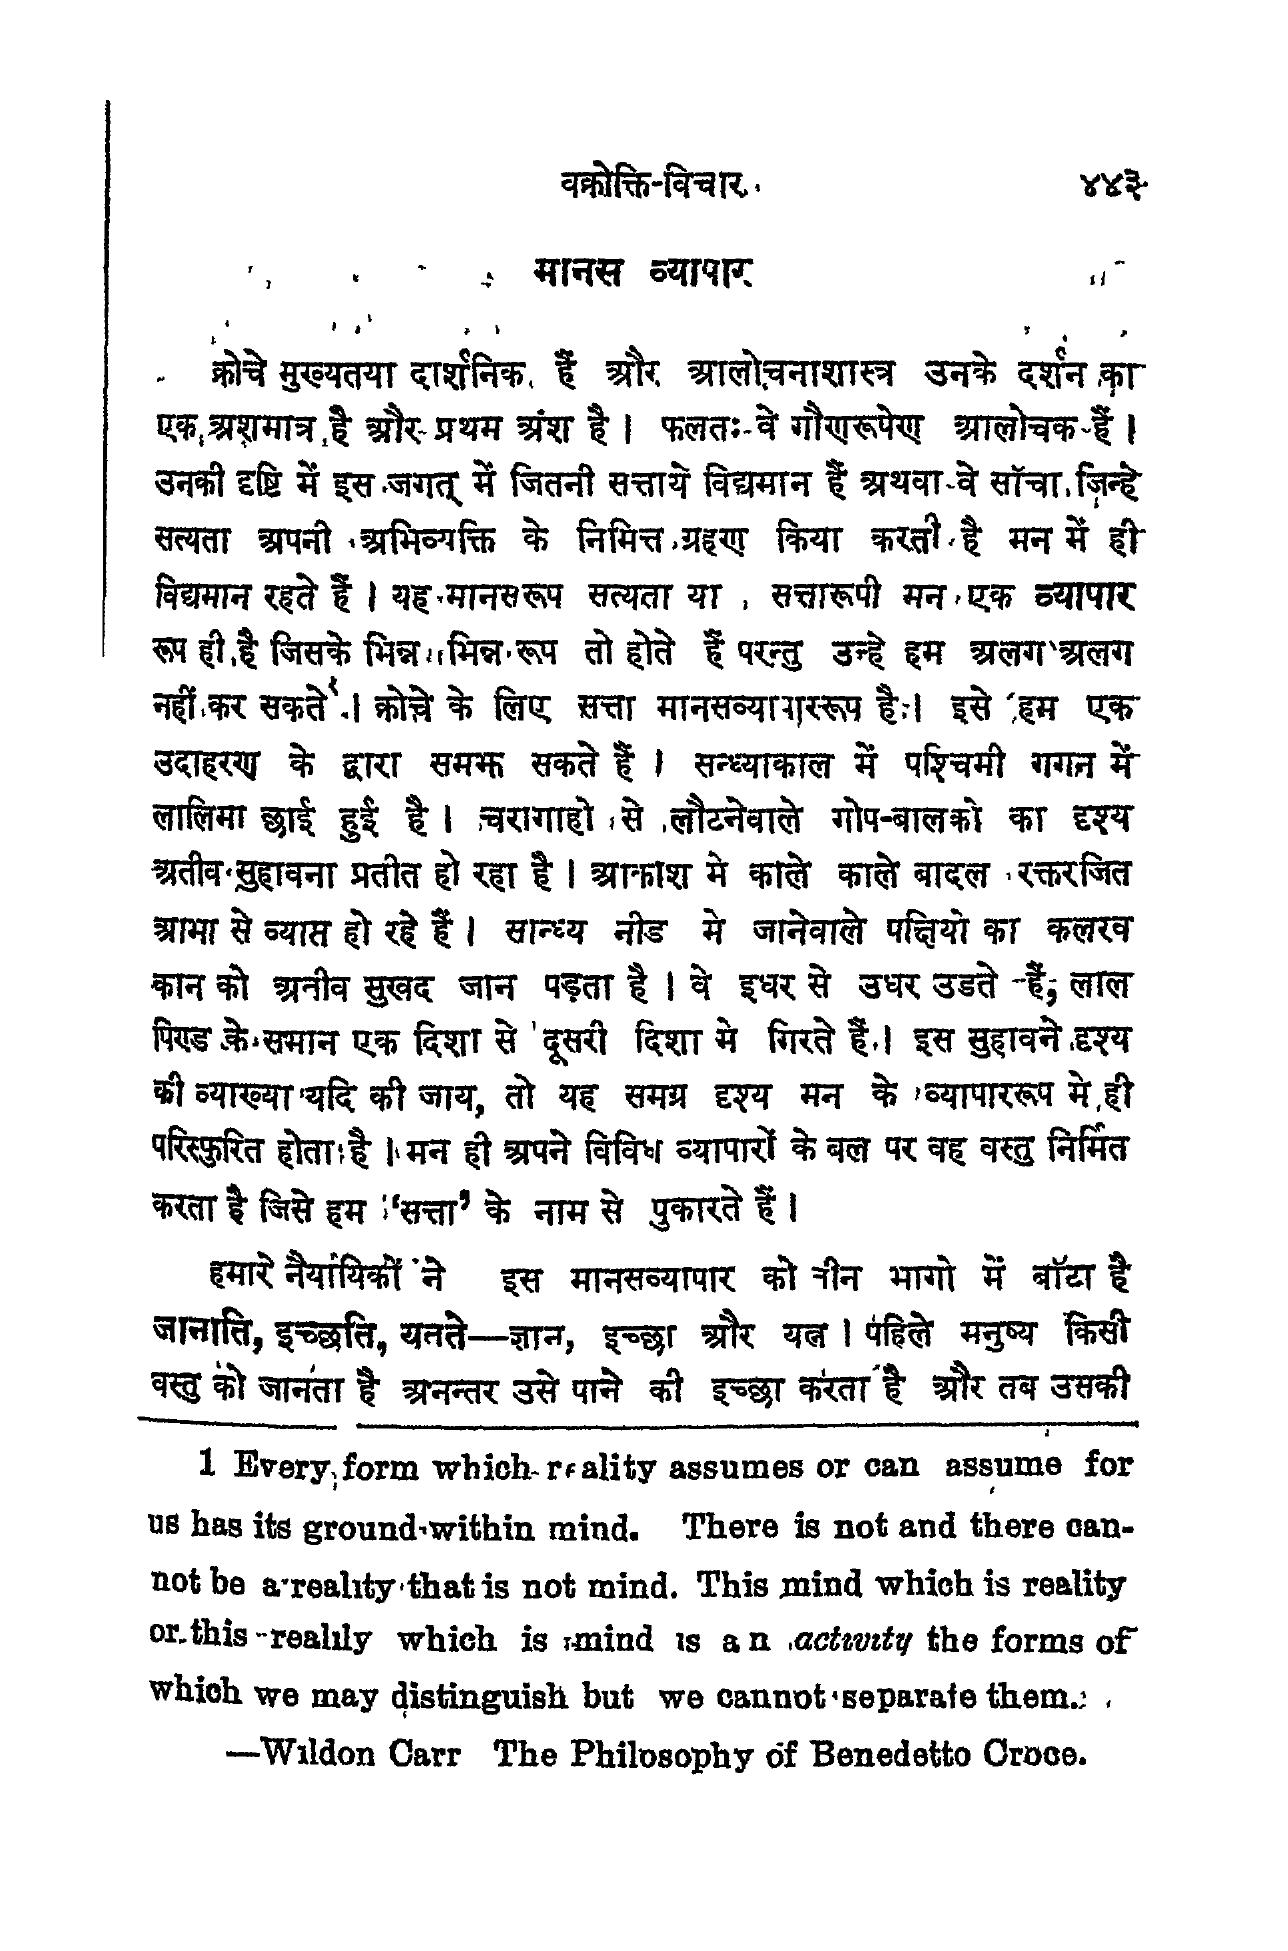 वक्रोक्ति-विचार
४४३
मानस व्यापार
क्रोचे मुख्यतया दार्शनिक हैं और आलोचनाशास्त्र उनके दर्शन का
एक अशमात्र है और प्रथम अंश है । फलतः वे गौणरूपेण आलोचक हैं ।
उनकी दृष्टि में इस जगत् में जितनी सत्ताये विद्यमान हैं अथवा वे सॉचा जिन्हे
सत्यता अपनी अभिव्यक्ति के निमित्त ग्रहण किया करती है मन में ही
विद्यमान रहते हैं । यह मानसरूप सत्यता या सत्तारूपी मन एक व्यापार
रूप ही है जिसके भिन्न भिन्न रूप तो होते हैं परन्तु उन्हे हम अलग अलग
नहीं कर सकते¹ । क्रोचे के लिए सत्ता मानसव्यापाररूप है । इसे हम एक
उदाहरण के द्वारा समझ सकते हैं । सन्ध्याकाल में पश्चिमी गगन में
लालिमा छाई हुई है । चरागाहो से लौटनेवाले गोप-बालको का दृश्य
अतीव सुहावना प्रतीत हो रहा है । आकाश मे काले काले बादल रक्तरजित
आभा से व्याप्त हो रहे हैं । सान्ध्य नीड मे जानेवाले पक्षियो का कलरव
कान को अतीव सुखद जान पड़ता है । वे इधर से उधर उडते हैं, लाल
पिण्ड के समान एक दिशा से दूसरी दिशा मे गिरते हैं । इस सुहावने दृश्य
की व्याख्या यदि की जाय, तो यह समग्र दृश्य मन के व्यापाररूप मे ही
परिस्फुरित होता है । मन ही अपने विविध व्यापारों के बल पर वह वस्तु निर्मित
करता है जिसे हम ‘सत्ता’ के नाम से पुकारते हैं ।
हमारे नैयायिकों ने इस मानसव्यापार को तीन भागो में बॉटा है
जानाति, इच्छति, यतते—ज्ञान, इच्छा और यत्न । पहिले मनुष्य किसी
वस्तु को जानता है अनन्तर उसे पाने की इच्छा करता है और तब उसकी
1 Every form which reality assumes or can assume for
us has its ground within mind. There is not and there can-
not be a reality that is not mind. This mind which is reality
or this realily which is mind is an activity the forms of
which we may distinguish but we cannot separate them.
—Wildon Carr The Philosophy of Benedetto Croce.